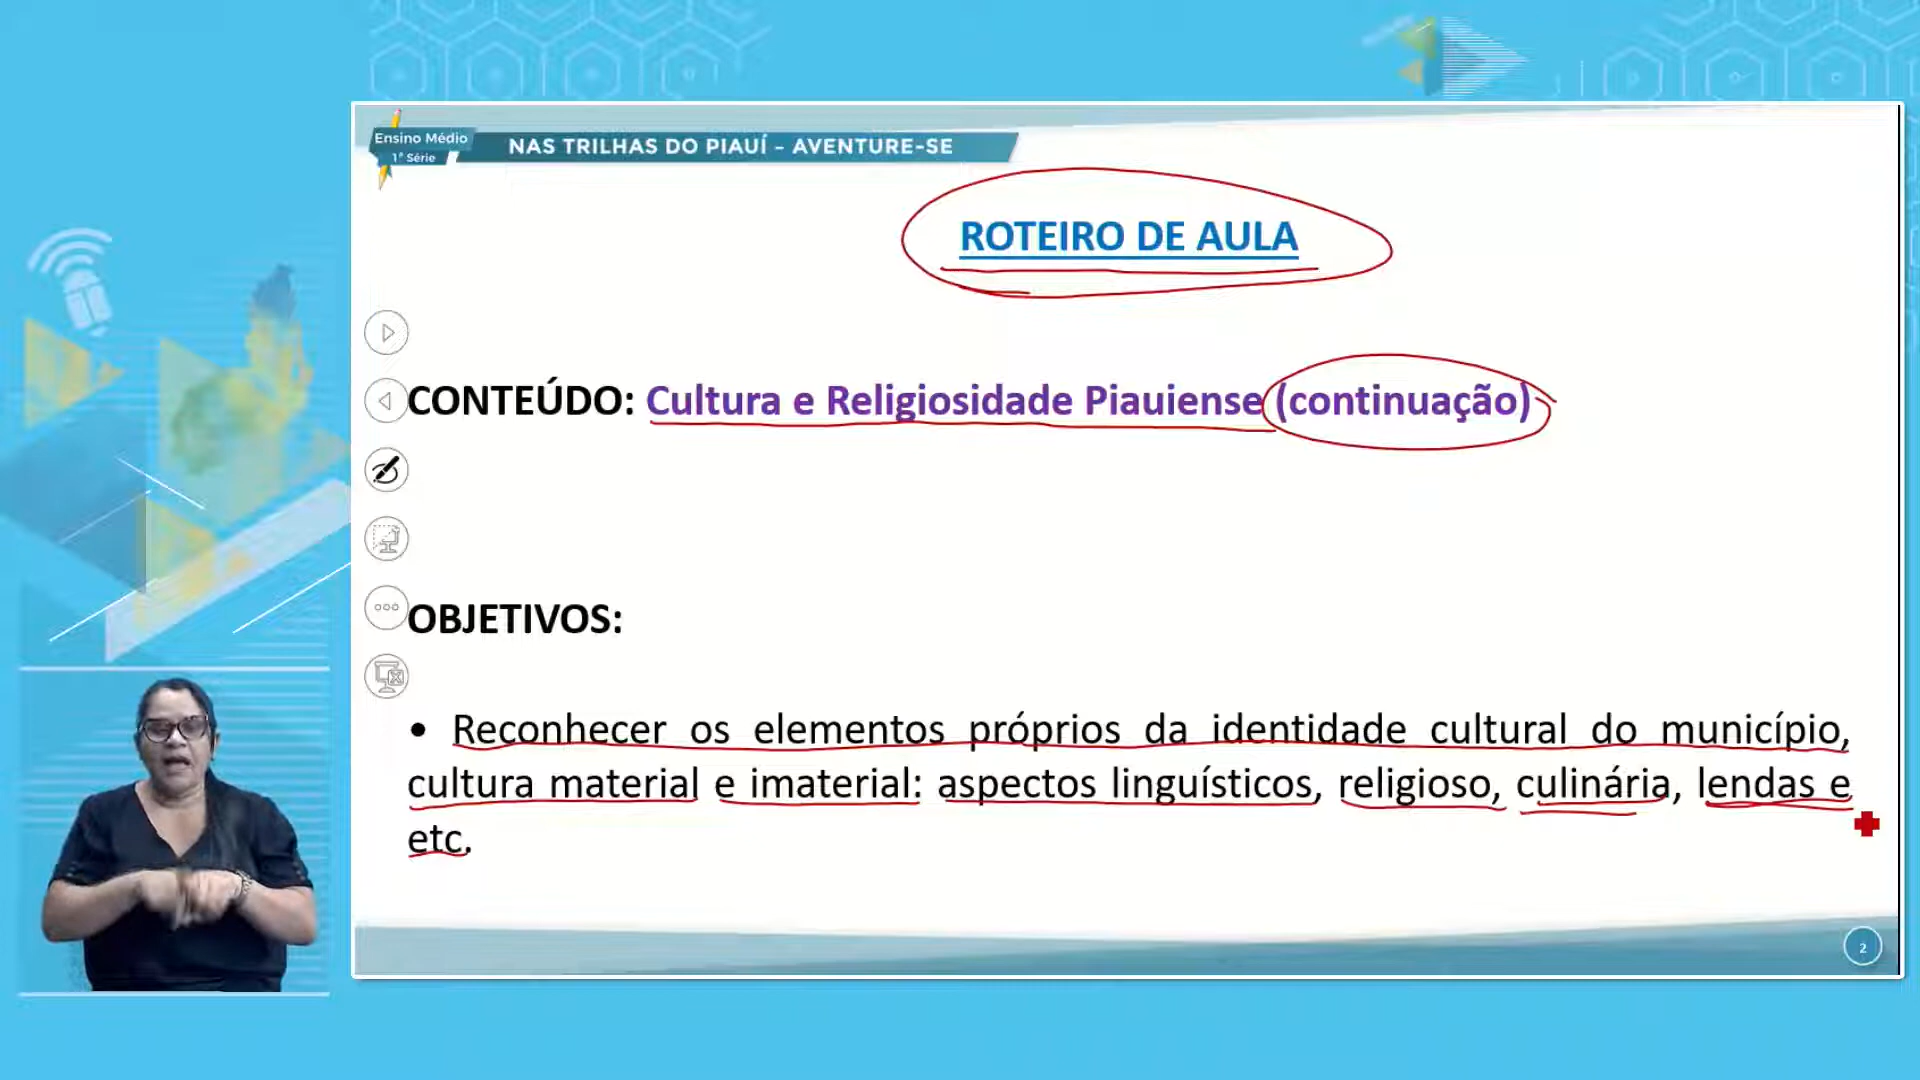 Ensino Médio
1ª Série
NAS TRILHAS DO PIAUÍ - AVENTURE-SE
ROTEIRO DE AULA
CONTEÚDO: Cultura e Religiosidade Piauiense (continuação)
OBJETIVOS:
• Reconhecer os elementos próprios da identidade cultural do município,
cultura material e imaterial: aspectos linguísticos, religioso, culinária, lendas e
etc.
2